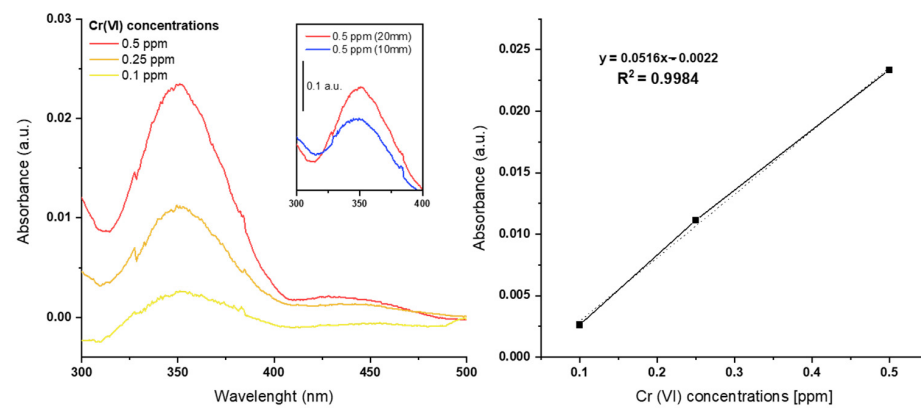 Cr(VI) concentrations
0.5 ppm
0.25 ppm
0.1 ppm
0.5 ppm (20mm)
0.5 ppm (10mm)
0.1 a.u.
300
350
400
0.03
0.02
0.01
0.00
Absorbance (a.u.)
300
350
400
450
500
Wavelenght (nm)
y = 0.0516x - 0.0022
R² = 0.9984
0.025
0.020
0.015
0.010
0.005
0.000
Absorbance (a.u.)
0.1
0.2
0.3
0.4
0.5
Cr (VI) concentrations [ppm]